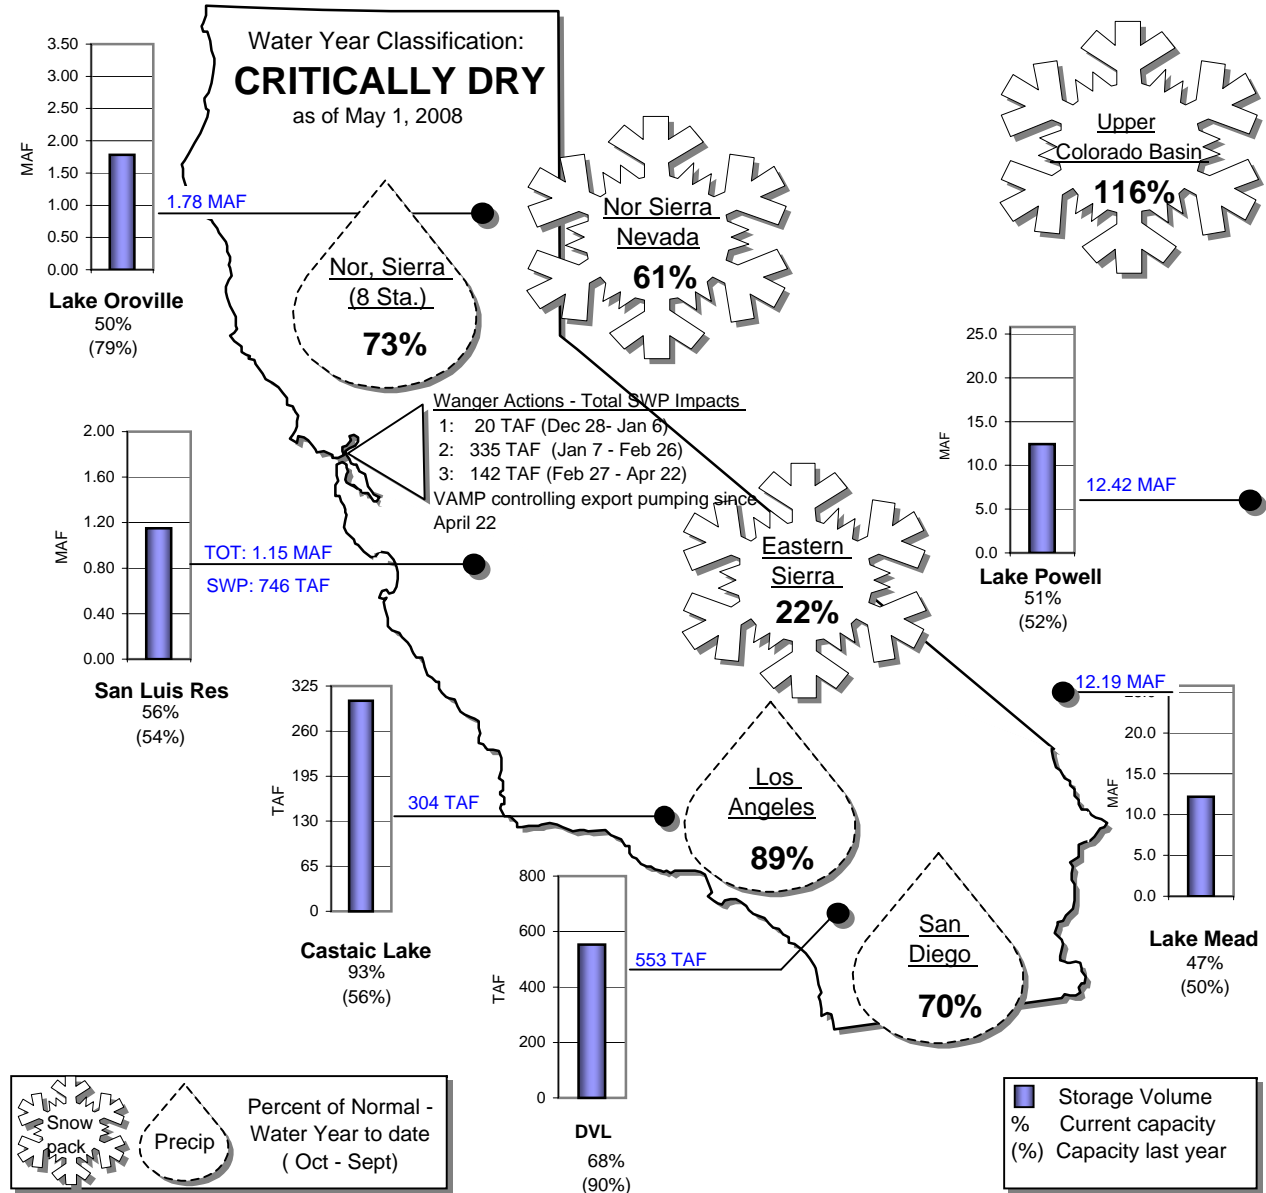 Water Year Classification:
CRITICALLY DRY
as of May 1, 2008
3.50
3.00
2.50
2.00
1.50
1.00
0.50
0.00
MAF
1.78 MAF
Lake Oroville
50%
(79%)
Nor, Sierra
(8 Sta.)
73%
Nor Sierra
Nevada
61%
Upper
Colorado Basin
116%
Wanger Actions - Total SWP Impacts
1: 20 TAF (Dec 28- Jan 6)
2: 335 TAF (Jan 7 - Feb 26)
3: 142 TAF (Feb 27 - Apr 22)
VAMP controlling export pumping since
April 22
2.00
1.60
1.20
0.80
0.40
0.00
MAF
TOT: 1.15 MAF
SWP: 746 TAF
San Luis Res
56%
(54%)
Eastern
Sierra
22%
25.0
20.0
15.0
10.0
5.0
0.0
MAF
12.42 MAF
Lake Powell
51%
(52%)
325
260
195
130
65
0
TAF
304 TAF
Castaic Lake
93%
(56%)
Los
Angeles
89%
12.19 MAF
20.0
15.0
10.0
5.0
0.0
MAF
Lake Mead
47%
(50%)
800
600
400
200
0
TAF
553 TAF
DVL
68%
(90%)
San
Diego
70%
Snow
pack
Precip
Percent of Normal -
Water Year to date
( Oct - Sept)
Storage Volume
% Current capacity
(%) Capacity last year